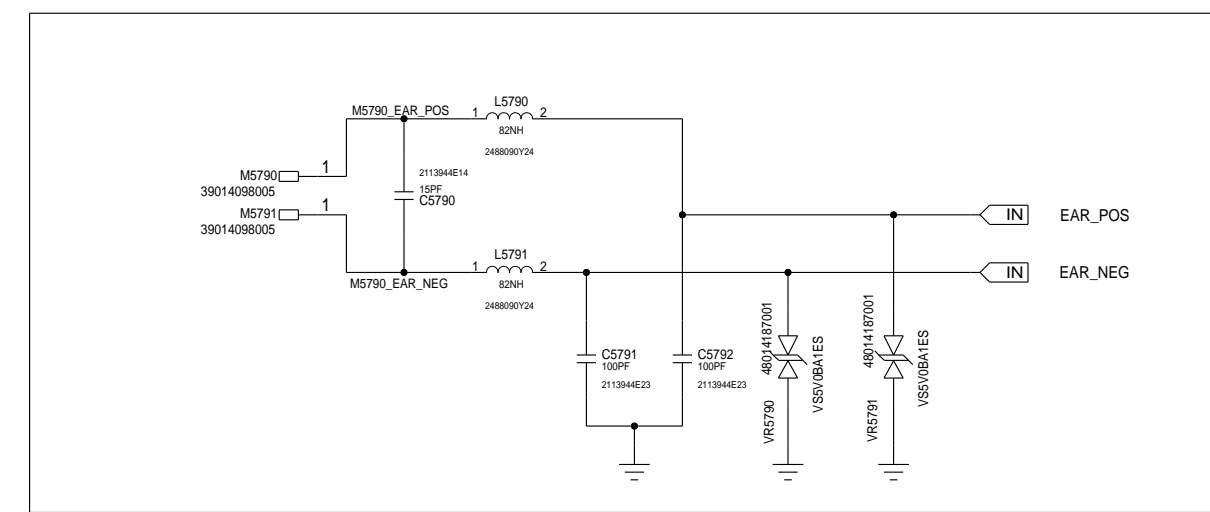 L5790
M5790_EAR_POS
1
2
82NH
2488090Y24
M5790
1
39014098005
2113944E14
15PF
C5790
M5791
1
39014098005
IN
EAR_POS
L5791
1
2
M5790_EAR_NEG
82NH
2488090Y24
IN
EAR_NEG
C5791
100PF
2113944E23
C5792
100PF
2113944E23
48014187001
VS5V0BA1ES
VR5790
48014187001
VS5V0BA1ES
VR5791